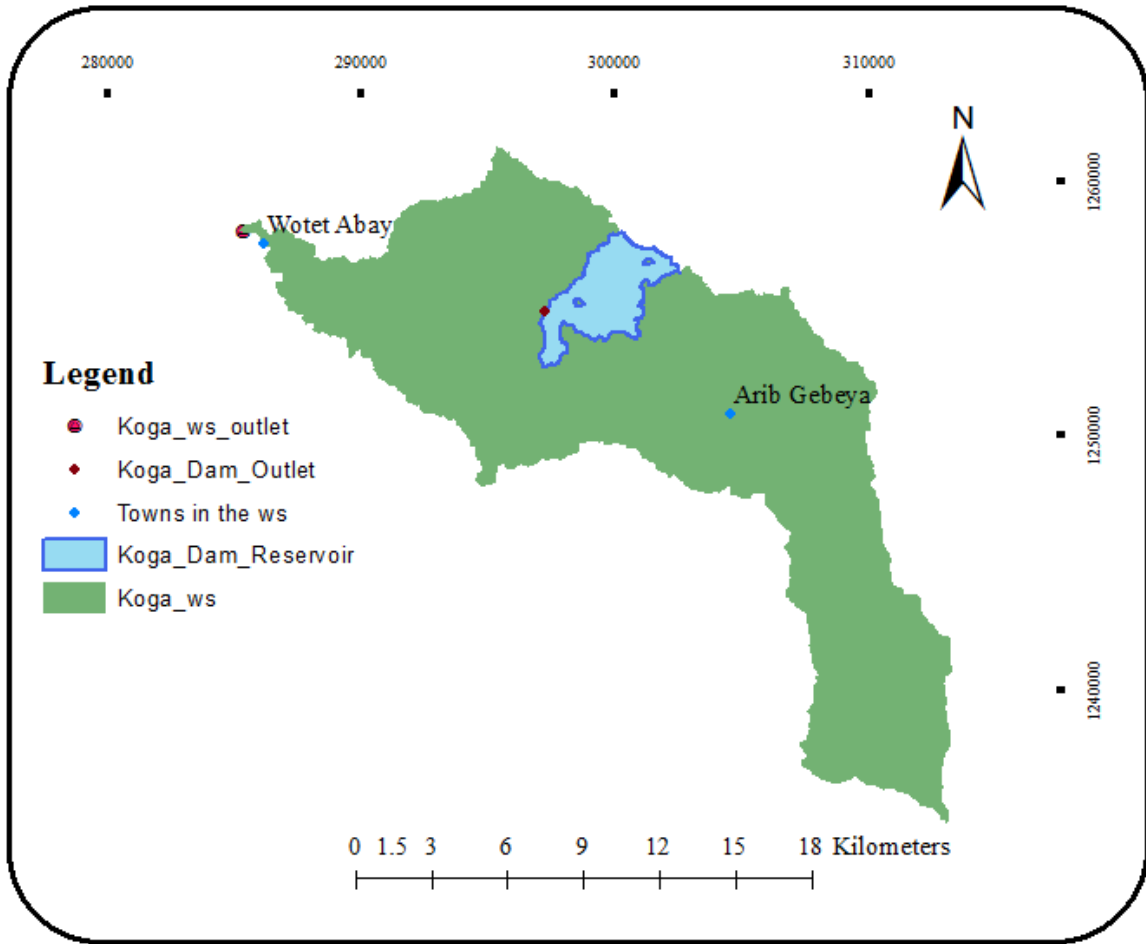 280000 290000 300000 310000
N
1260000
Wotet Abay
Legend
Arib Gebeya
Koga_ws_outlet
1250000
Koga_Dam_Outlet
Towns in the ws
Koga_Dam_Reservoir
Koga_ws
1240000
0 1.5 3 6 9 12 15 18 Kilometers